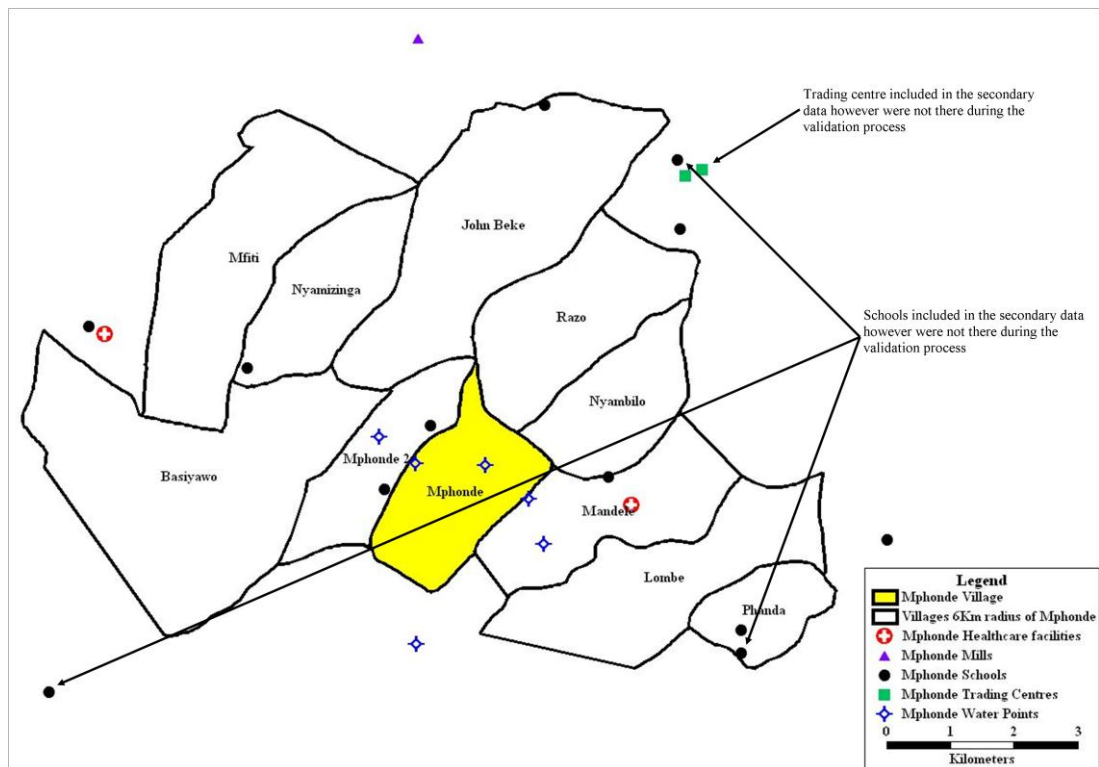 Trading centre included in the secondary
data however were not there during the
validation process
John Beke
Mfiti
Nyamizinga
Razo
Schools included in the secondary data
however were not there during the
validation process
Nyambilo
Mphonde 2
Basiyawo
Mphonde
Mandele
Lombe
Phanda
Legend
Mphonde Village
Villages 6Km radius of Mphonde
Mphonde Healthcare facilities
Mphonde Mills
Mphonde Schools
Mphonde Trading Centres
Mphonde Water Points
0 1 2 3
Kilometers